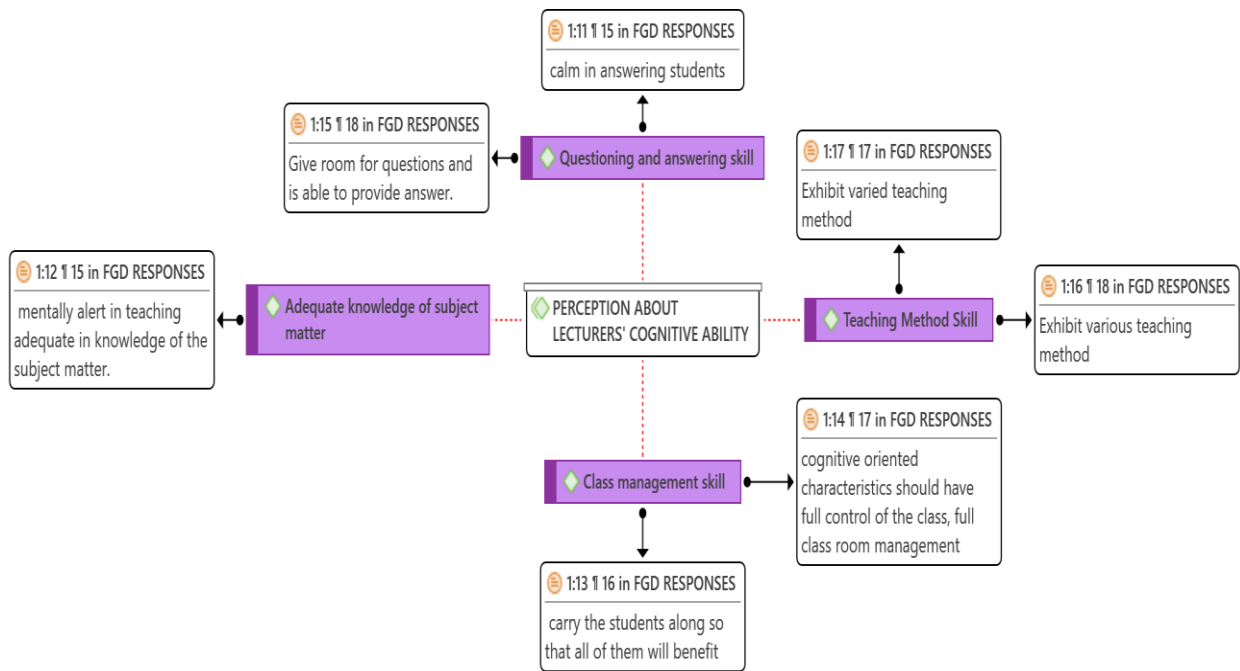 1:11 ¶ 15 in FGD RESPONSES
calm in answering students
1:15 ¶ 18 in FGD RESPONSES
Give room for questions and
is able to provide answer.
Questioning and answering skill
1:17 ¶ 17 in FGD RESPONSES
Exhibit varied teaching
method
1:12 ¶ 15 in FGD RESPONSES
mentally alert in teaching
adequate in knowledge of the
subject matter.
Adequate knowledge of subject
matter
PERCEPTION ABOUT
LECTURERS' COGNITIVE ABILITY
Teaching Method Skill
1:16 ¶ 18 in FGD RESPONSES
Exhibit various teaching
method
Class management skill
1:14 ¶ 17 in FGD RESPONSES
cognitive oriented
characteristics should have
full control of the class, full
class room management
1:13 ¶ 16 in FGD RESPONSES
carry the students along so
that all of them will benefit